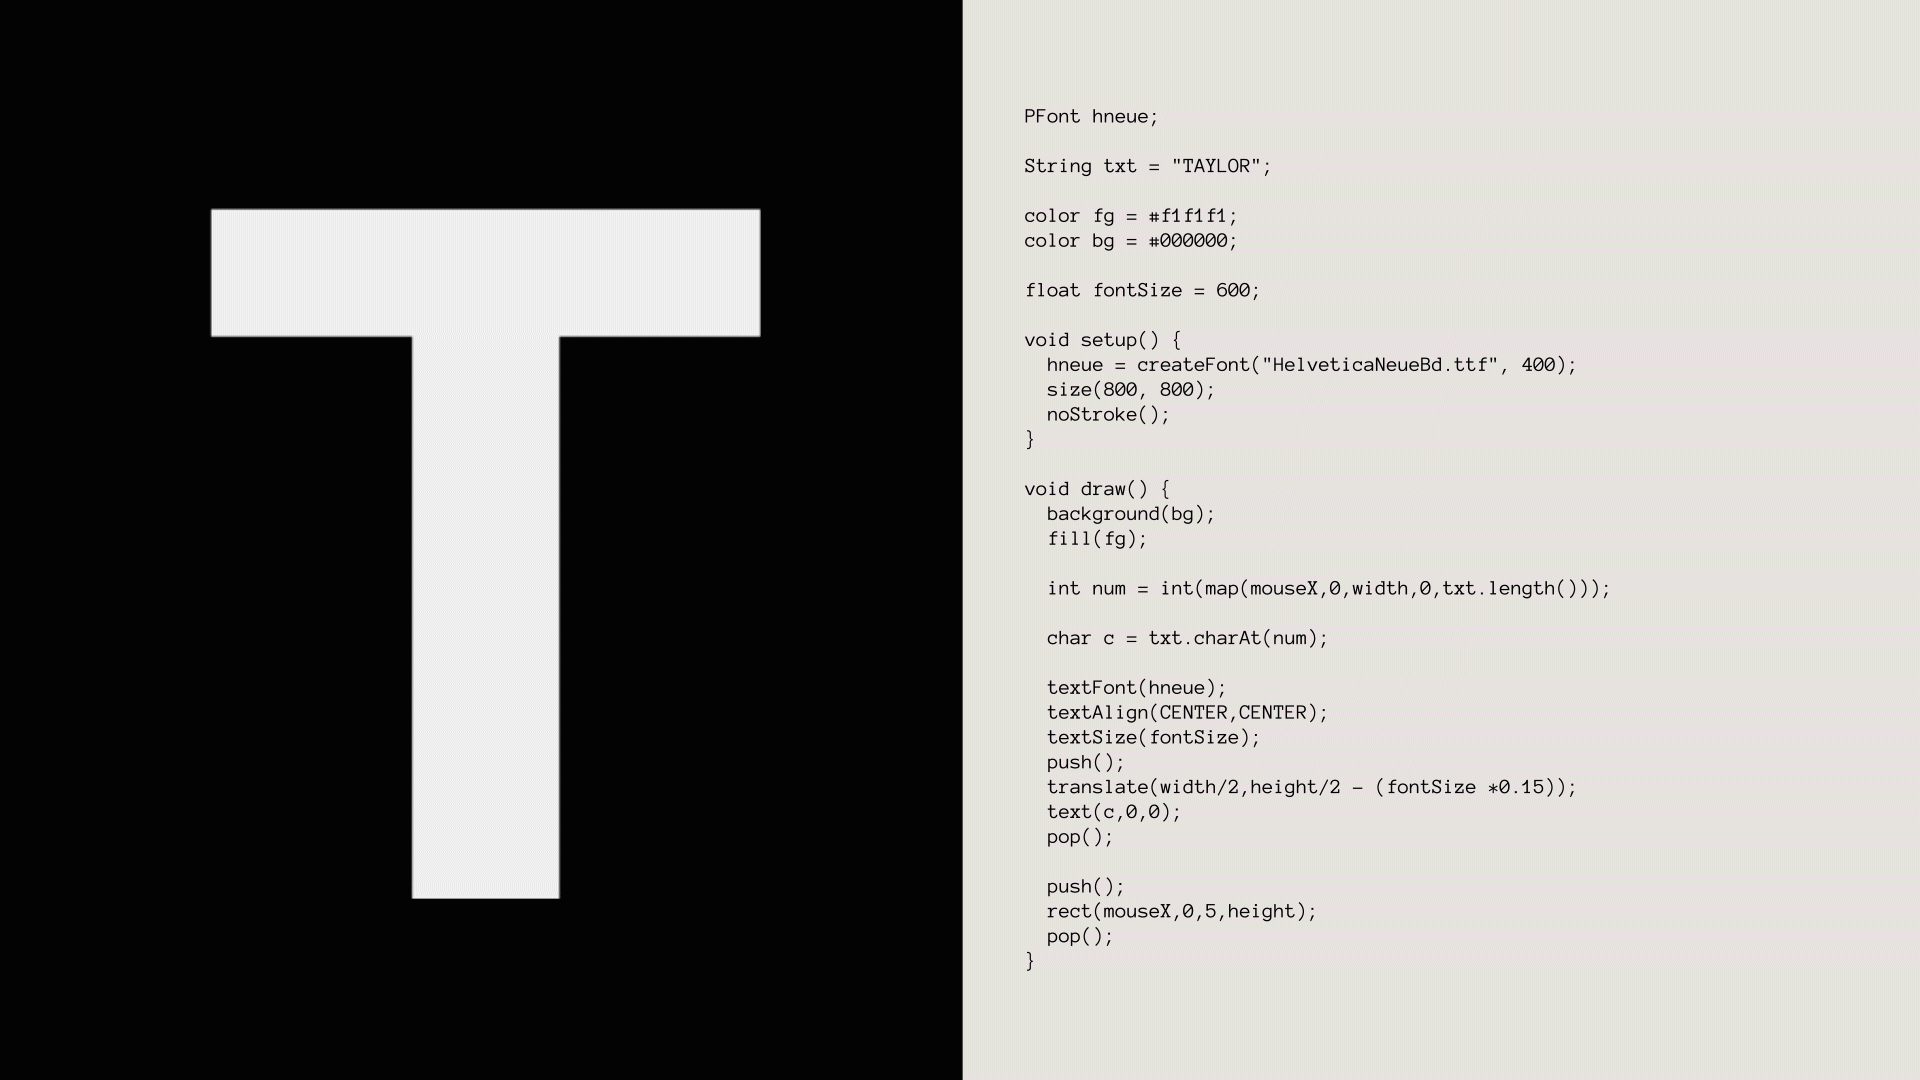 T
PFont hneue;
String txt = "TAYLOR";
color fg = #f1f1f1;
color bg = #000000;
float fontSize = 600;
void setup() {
  hneue = createFont("HelveticaNeueBd.ttf", 400);
  size(800, 800);
  noStroke();
}
void draw() {
  background(bg);
  fill(fg);
  int num = int(map(mouseX,0,width,0,txt.length()));
  char c = txt.charAt(num);
  textFont(hneue);
  textAlign(CENTER,CENTER);
  textSize(fontSize);
  push();
  translate(width/2,height/2 - (fontSize *0.15));
  text(c,0,0);
  pop();
  push();
  rect(mouseX,0,5,height);
  pop();
}